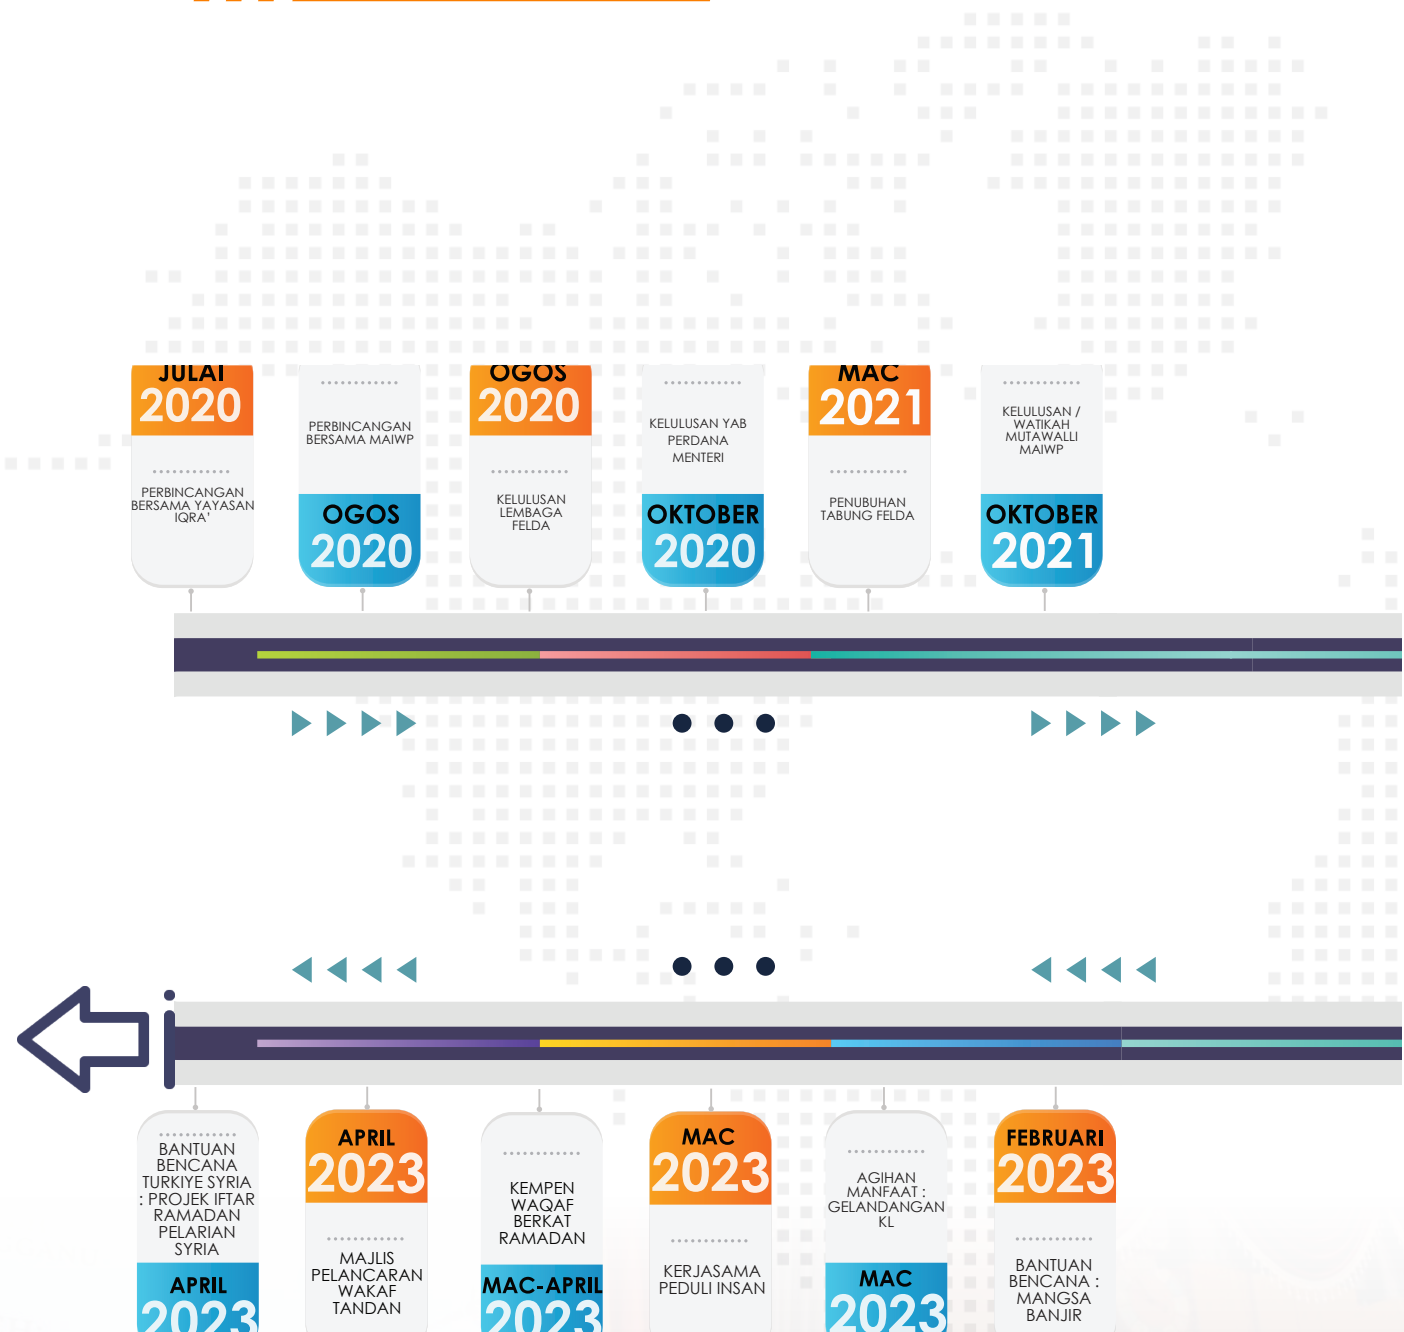 JULAI
2020
PERBINCANGAN
BERSAMA YAYASAN
IQRA'
PERBINCANGAN
BERSAMA MAIWP
OGOS
2020
OGOS
2020
KELULUSAN
LEMBAGA
FELDA
KELULUSAN YAB
PERDANA
MENTERI
OKTOBER
2020
MAC
2021
PENUBUHAN
TABUNG FELDA
KELULUSAN /
WATIKAH
MUTAWALLI
MAIWP
OKTOBER
2021
BANTUAN
BENCANA
TURKIYE SYRIA
: PROJEK IFTAR
RAMADAN
PELARIAN
SYRIA
APRIL
2023
APRIL
2023
MAJLIS
PELANCARAN
WAKAF
TANDAN
KEMPEN
WAQAF
BERKAT
RAMADAN
MAC-APRIL
2023
MAC
2023
KERJASAMA
PEDULI INSAN
AGIHAN
MANFAAT :
GELANDANGAN
KL
MAC
2023
FEBRUARI
2023
BANTUAN
BENCANA :
MANGSA
BANJIR